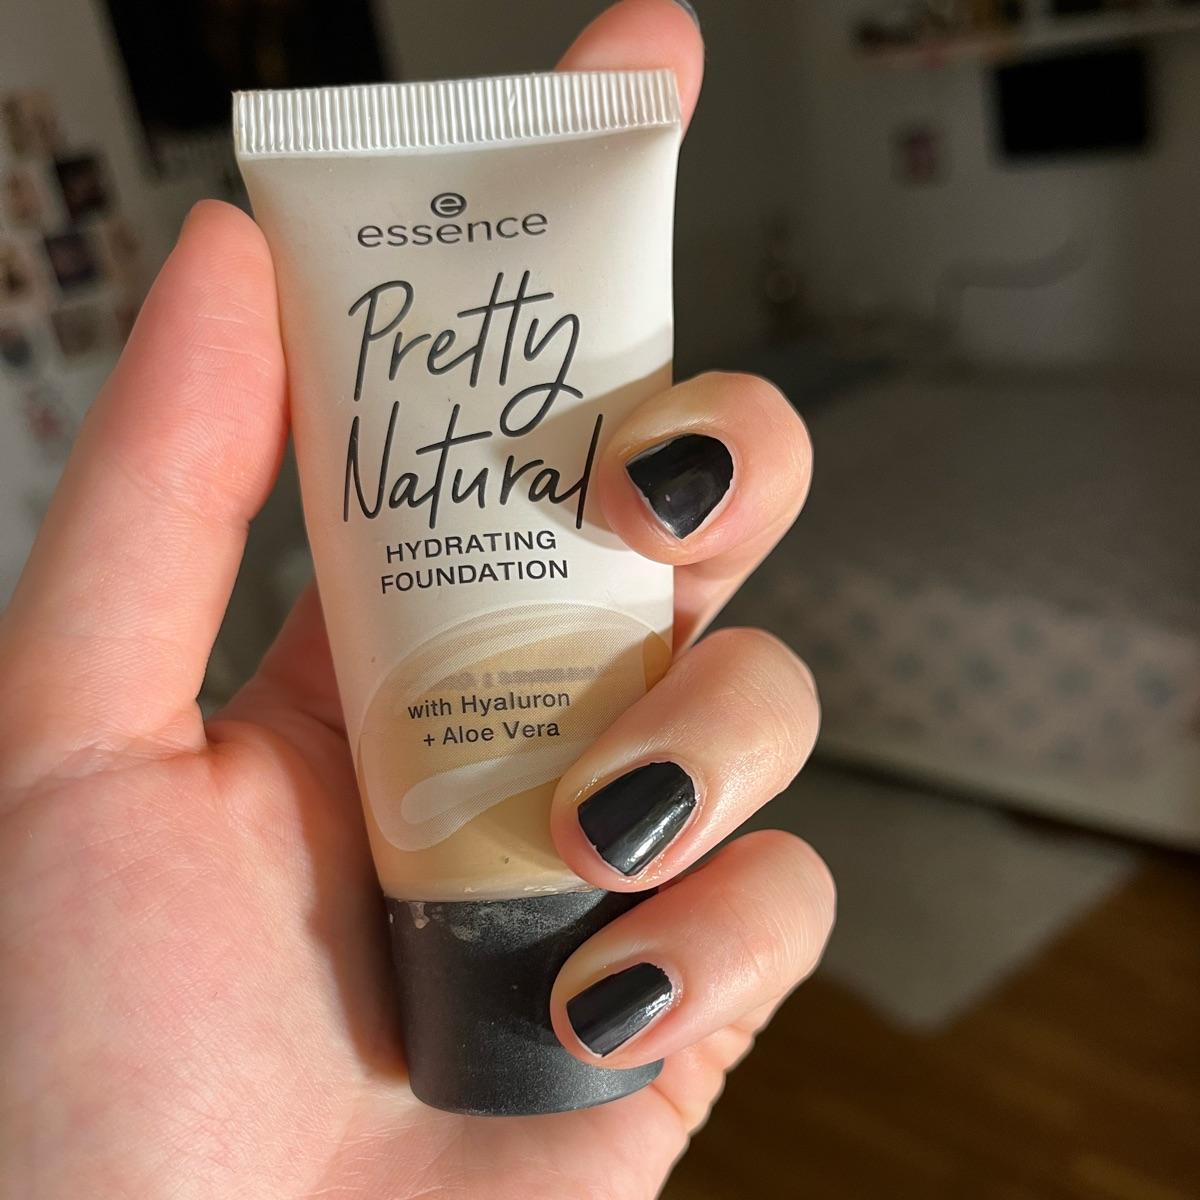 e
essence
Pretty
Natural
HYDRATING
FOUNDATION
with Hyaluron
+ Aloe Vera